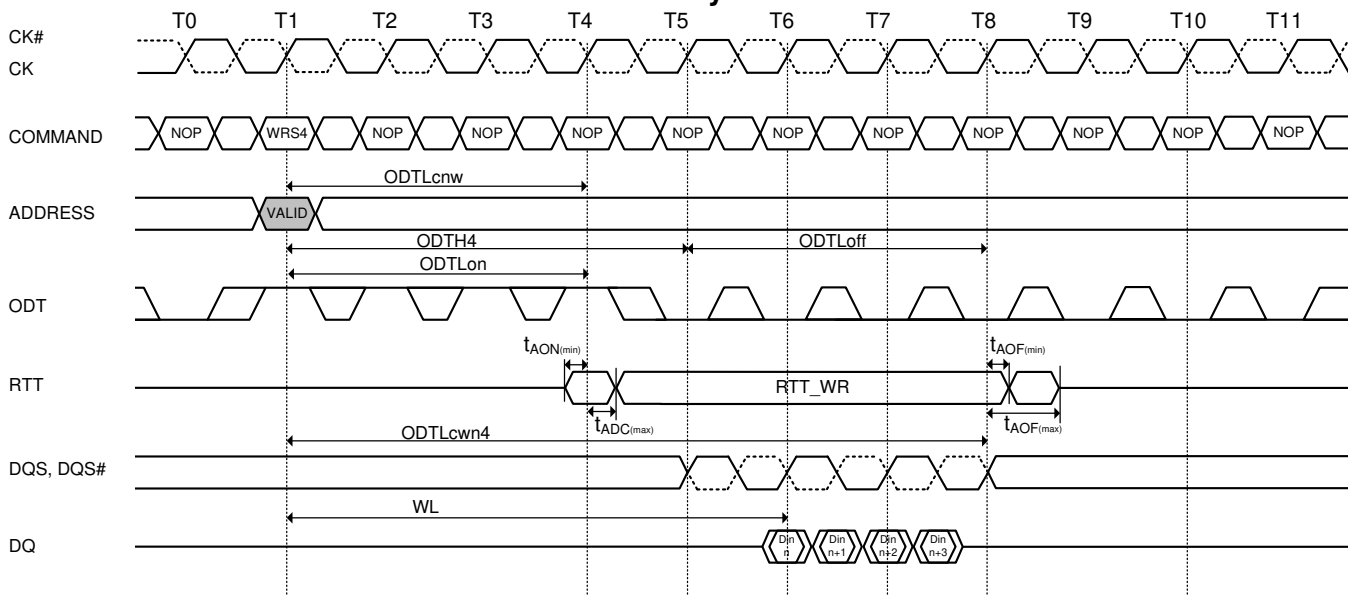 T0 T1 T2 T3 T4 T5 T6 T7 T8 T9 T10 T11
CK#
CK
COMMAND NOP WRS4 NOP NOP NOP NOP NOP NOP NOP NOP NOP NOP
ODTLcnw
ADDRESS VALID
ODTH4 ODTLoff
ODTLon
ODT
tAON(min) tAOF(min)
RTT RTT_WR
tADC(max) tAOF(max)
ODTLcwn4
DQS, DQS#
WL
DQ Din n Din n+1 Din n+2 Din n+3